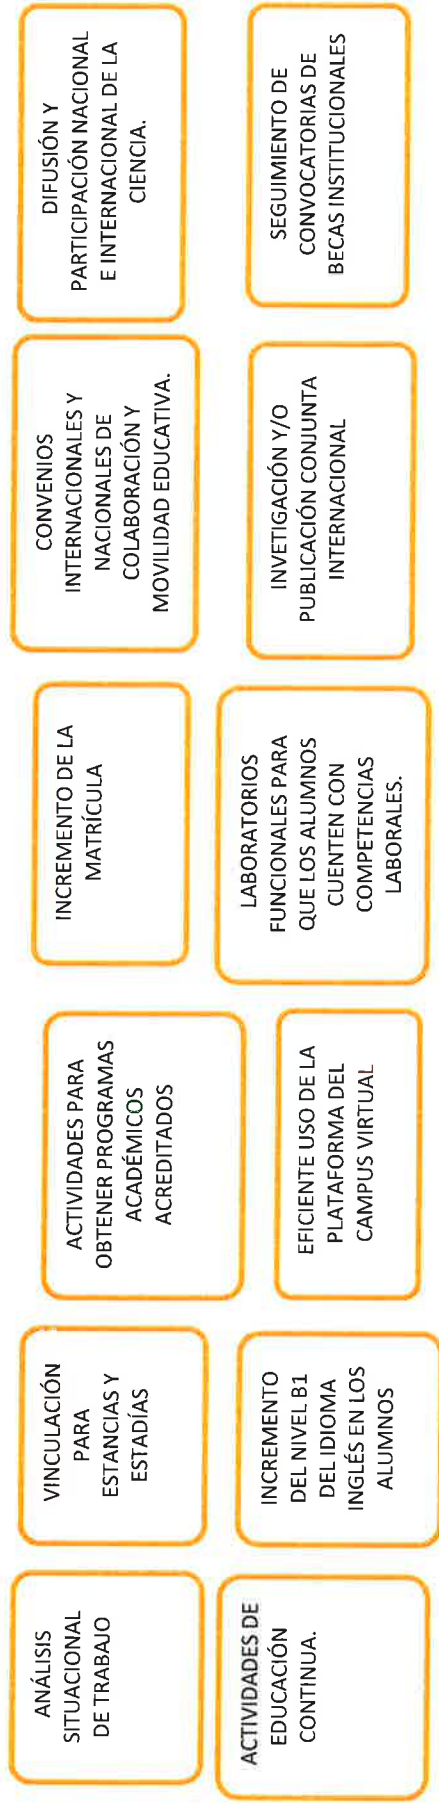 ANÁLISIS
SITUACIONAL
DE TRABAJO
VINCULACIÓN
PARA
ESTANCIAS Y
ESTADÍAS
ACTIVIDADES PARA
OBTENER PROGRAMAS
ACADÉMICOS
ACREDITADOS
INCREMENTO DE LA
MATRÍCULA
CONVENIOS
INTERNACIONALES Y
NACIONALES DE
COLABORACIÓN Y
MOVILIDAD EDUCATIVA.
DIFUSIÓN Y
PARTICIPACIÓN NACIONAL
E INTERNACIONAL DE LA
CIENCIA.
ACTIVIDADES DE
EDUCACIÓN
CONTINUA.
INCREMENTO
DEL NIVEL B1
DEL IDIOMA
INGLÉS EN LOS
ALUMNOS
EFICIENTE USO DE LA
PLATAFORMA DEL
CAMPUS VIRTUAL
LABORATORIOS
FUNCIONALES PARA
QUE LOS ALUMNOS
CUENTEN CON
COMPETENCIAS
LABORALES.
INVETIGACIÓN Y/O
PUBLICACIÓN CONJUNTA
INTERNACIONAL
SEGUIMIENTO DE
CONVOCATORIAS DE
BECAS INSTITUCIONALES